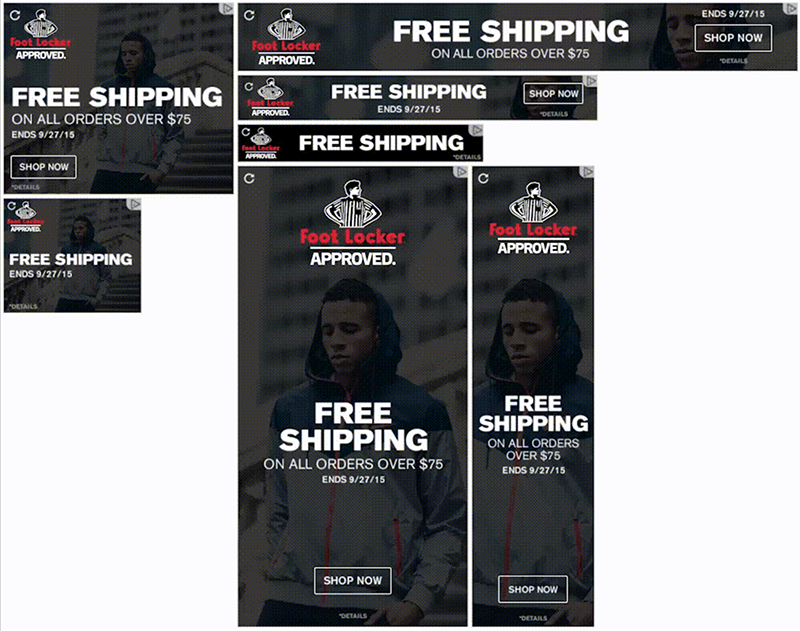 Foot Locker
APPROVED.
FREE SHIPPING
ON ALL ORDERS OVER $75
ENDS 9/27/15
SHOP NOW
*DETAILS
Foot Locker
APPROVED.
FREE SHIPPING
ON ALL ORDERS OVER $75
ENDS 9/27/15
SHOP NOW
*DETAILS
Foot Locker
APPROVED.
FREE SHIPPING
ENDS 9/27/15
SHOP NOW
*DETAILS
Foot Locker
APPROVED.
FREE SHIPPING
*DETAILS
Foot Locker
APPROVED.
FREE SHIPPING
ENDS 9/27/15
*DETAILS
Foot Locker
APPROVED.
FREE
SHIPPING
ON ALL ORDERS OVER $75
ENDS 9/27/15
SHOP NOW
*DETAILS
Foot Locker
APPROVED.
FREE
SHIPPING
ON ALL ORDERS
OVER $75
ENDS 9/27/15
SHOP NOW
*DETAILS